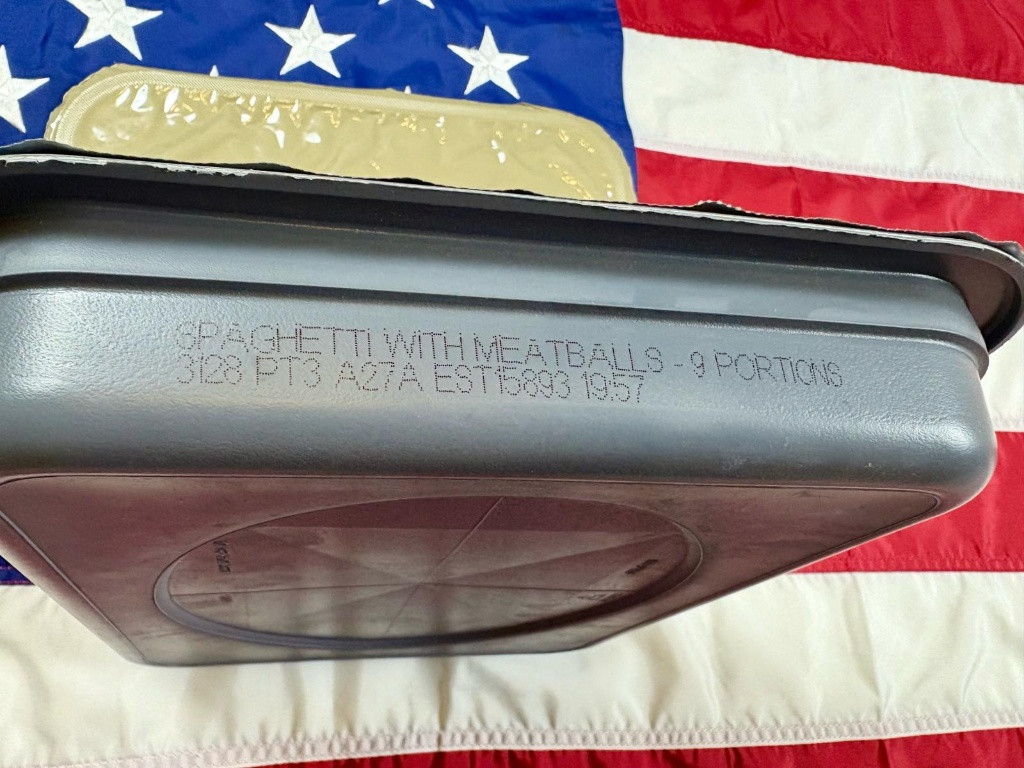 SPAGHETTI WITH MEATBALLS - 9 PORTIONS
3128 PT3 A27A EST15893 19:57